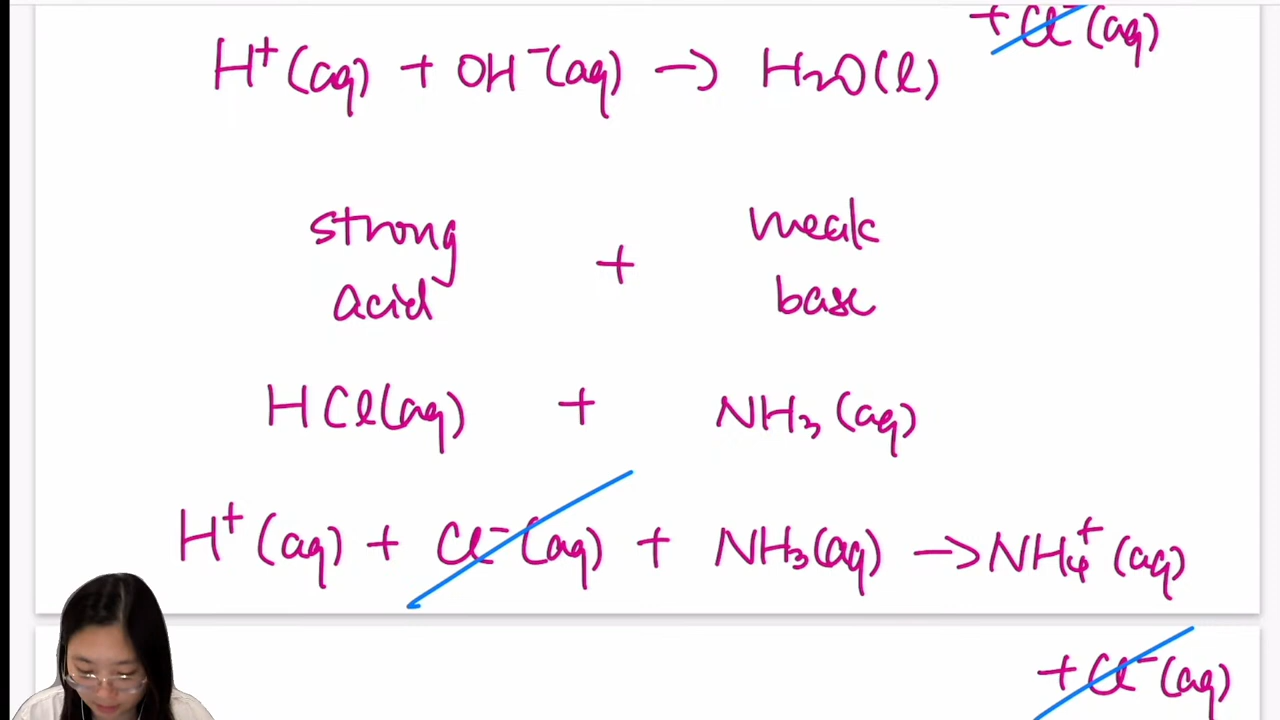 + Cl⁻(aq)
H⁺(aq) + OH⁻(aq) → H₂O(l)
strong weak
+
acid base
HCl(aq) + NH₃(aq)
H⁺(aq) + Cl⁻(aq) + NH₃(aq) → NH₄⁺(aq)
+ Cl⁻(aq)